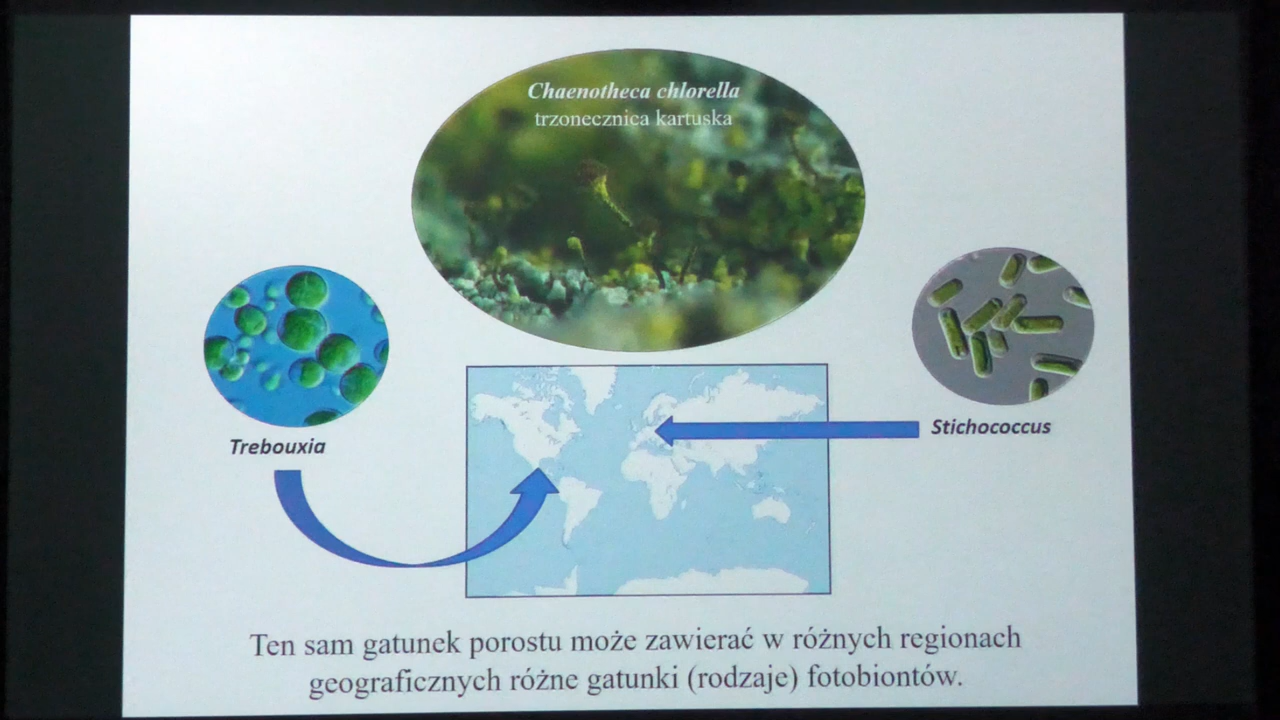 Chaenotheca chlorella
trzonecznica kartuska
Trebouxia
Stichococcus
Ten sam gatunek porostu może zawierać w różnych regionach
geograficznych różne gatunki (rodzaje) fotobiontów.